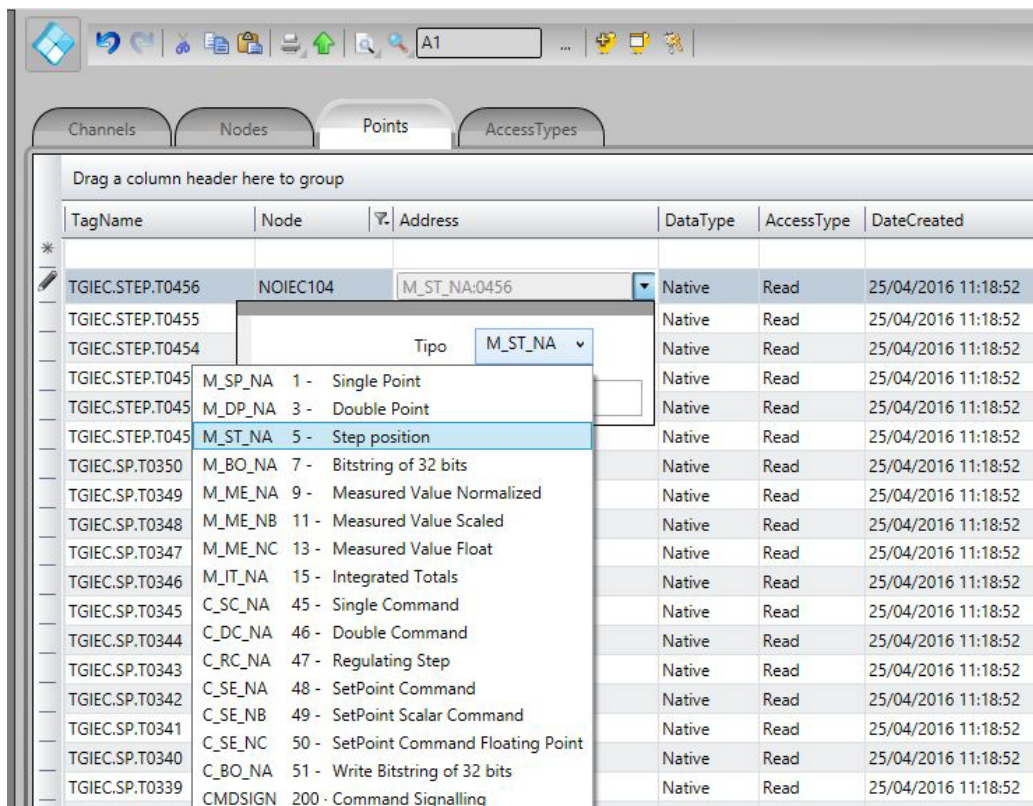 A1 ...
Channels Nodes Points AccessTypes
Drag a column header here to group
TagName Node Address DataType AccessType DateCreated
TGIEC.STEP.T0456 NOIEC104 M_ST_NA:0456 Native Read 25/04/2016 11:18:52
TGIEC.STEP.T0455 Native Read 25/04/2016 11:18:52
Tipo M_ST_NA
TGIEC.STEP.T0454 Native Read 25/04/2016 11:18:52
TGIEC.STEP.T045 M_SP_NA 1 - Single Point Native Read 25/04/2016 11:18:52
TGIEC.STEP.T045 M_DP_NA 3 - Double Point Native Read 25/04/2016 11:18:52
TGIEC.STEP.T045 M_ST_NA 5 - Step position Native Read 25/04/2016 11:18:52
TGIEC.SP.T0350 M_BO_NA 7 - Bitstring of 32 bits Native Read 25/04/2016 11:18:52
TGIEC.SP.T0349 M_ME_NA 9 - Measured Value Normalized Native Read 25/04/2016 11:18:52
TGIEC.SP.T0348 M_ME_NB 11 - Measured Value Scaled Native Read 25/04/2016 11:18:52
TGIEC.SP.T0347 M_ME_NC 13 - Measured Value Float Native Read 25/04/2016 11:18:52
TGIEC.SP.T0346 M_IT_NA 15 - Integrated Totals Native Read 25/04/2016 11:18:52
TGIEC.SP.T0345 C_SC_NA 45 - Single Command Native Read 25/04/2016 11:18:52
TGIEC.SP.T0344 C_DC_NA 46 - Double Command Native Read 25/04/2016 11:18:52
TGIEC.SP.T0343 C_RC_NA 47 - Regulating Step Native Read 25/04/2016 11:18:52
TGIEC.SP.T0342 C_SE_NA 48 - SetPoint Command Native Read 25/04/2016 11:18:52
TGIEC.SP.T0341 C_SE_NB 49 - SetPoint Scalar Command Native Read 25/04/2016 11:18:52
TGIEC.SP.T0340 C_SE_NC 50 - SetPoint Command Floating Point Native Read 25/04/2016 11:18:52
TGIEC.SP.T0339 C_BO_NA 51 - Write Bitstring of 32 bits Native Read 25/04/2016 11:18:52
CMDSIGN 200 · Command Signalling